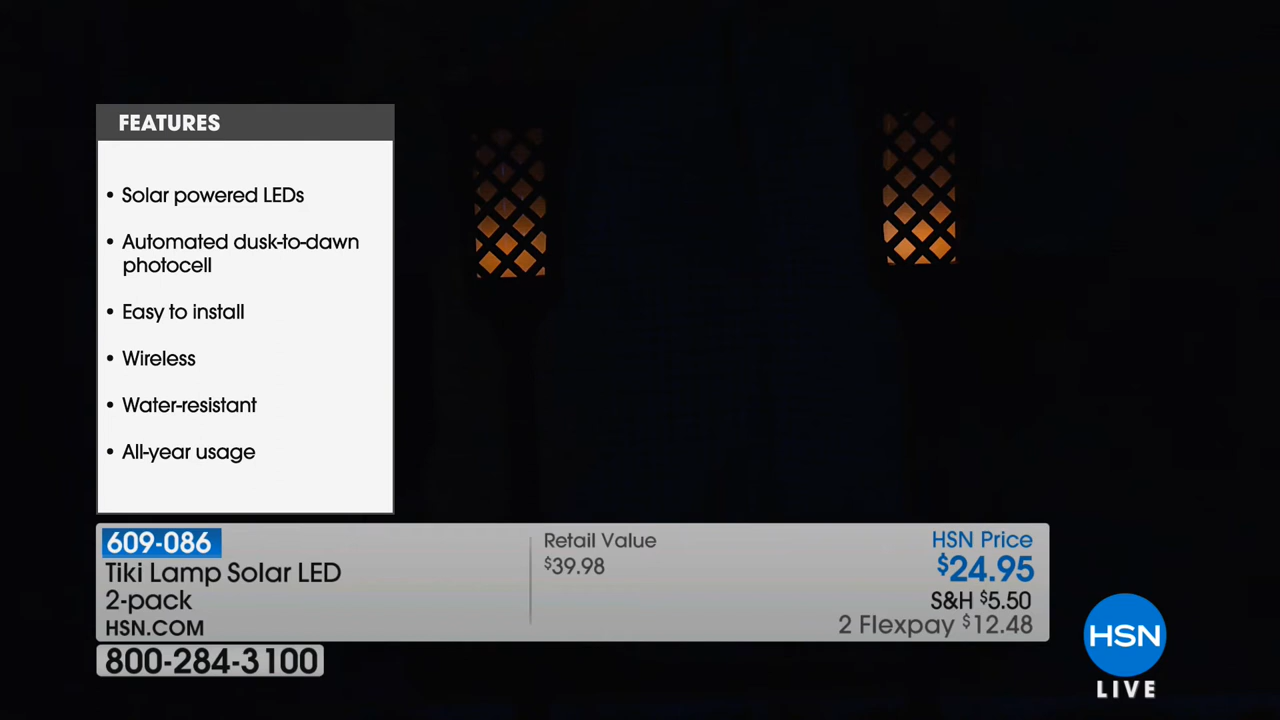 FEATURES
• Solar powered LEDs
• Automated dusk-to-dawn
photocell
• Easy to install
• Wireless
• Water-resistant
• All-year usage
609-086
Tiki Lamp Solar LED
2-pack
HSN.COM
Retail Value
$39.98
HSN Price
$24.95
S&H $5.50
2 Flexpay $12.48
800-284-3100
HSN
LIVE